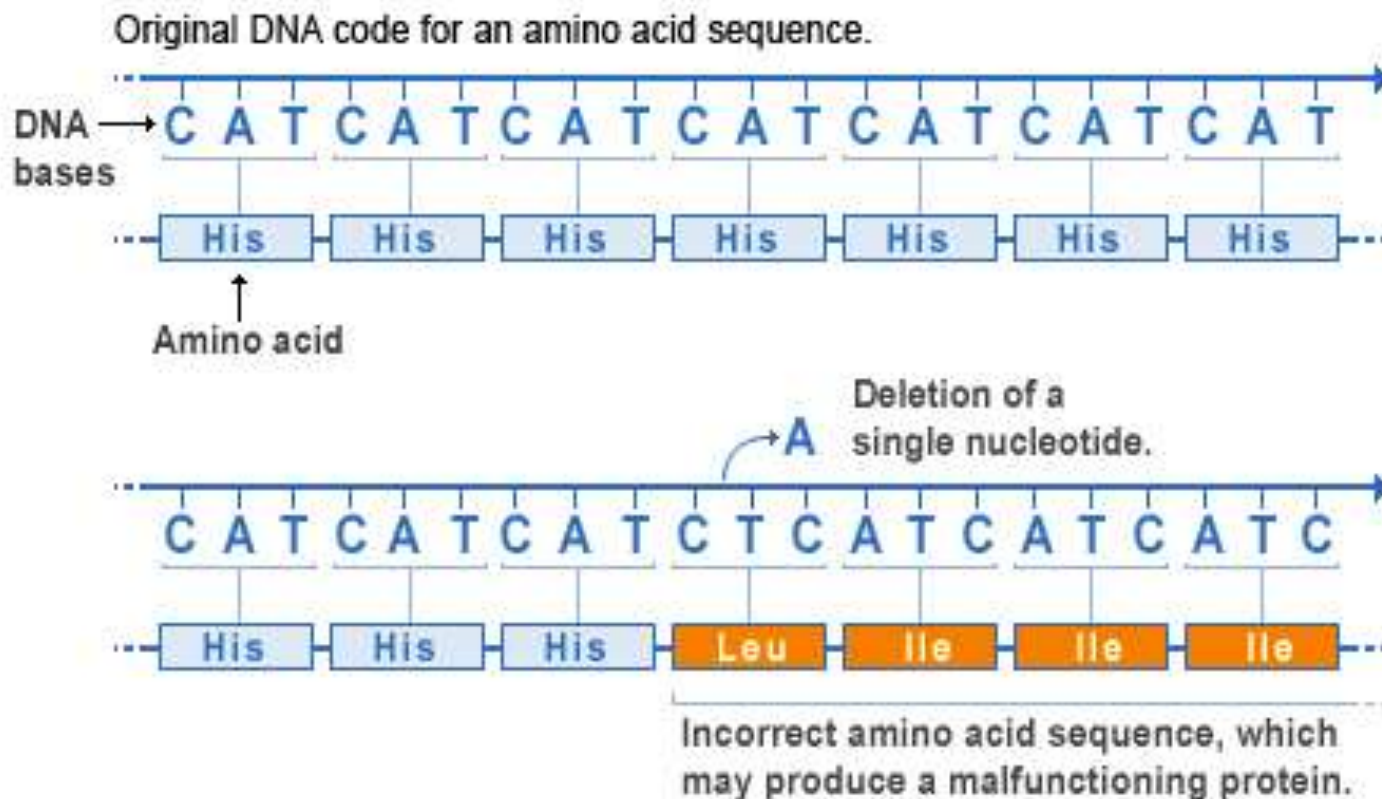 Original DNA code for an amino acid sequence.
DNA bases
C A T C A T C A T C A T C A T C A T C A T
His His His His His His His
Amino acid
A
Deletion of a
single nucleotide.
C A T C A T C A T C T C A T C A T C A T C
His His His Leu Ile Ile Ile
Incorrect amino acid sequence, which
may produce a malfunctioning protein.